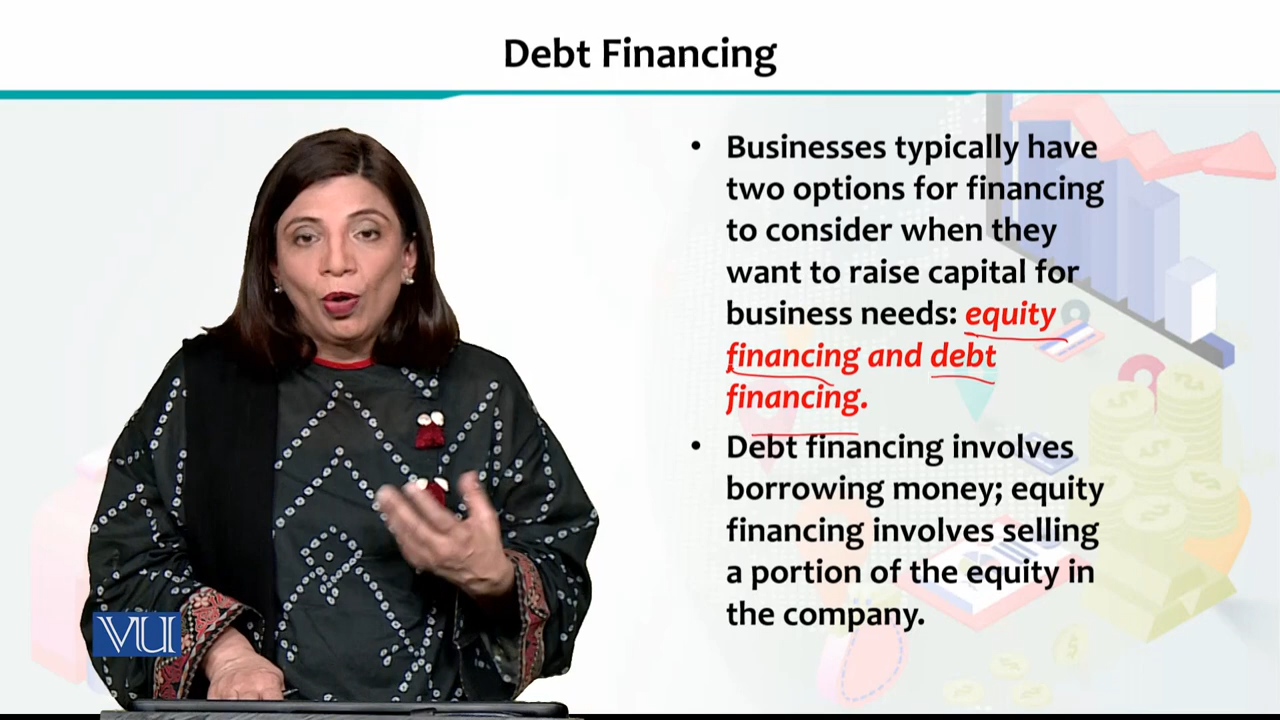 Debt Financing
• Businesses typically have
two options for financing
to consider when they
want to raise capital for
business needs: equity
financing and debt
financing.
• Debt financing involves
borrowing money; equity
financing involves selling
a portion of the equity in
the company.
VU